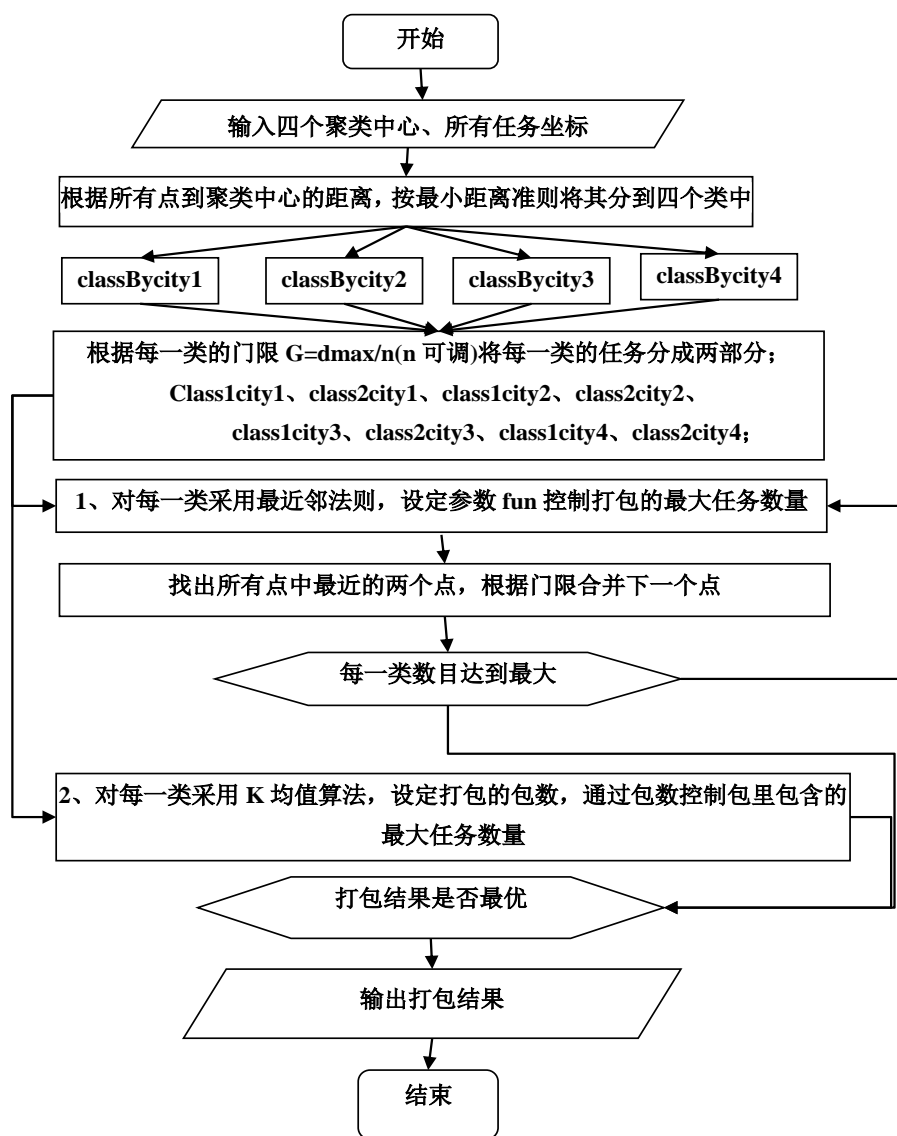 开始
输入四个聚类中心、所有任务坐标
根据所有点到聚类中心的距离，按最小距离准则将其分到四个类中
classBycity1
classBycity2
classBycity3
classBycity4
根据每一类的门限 G=dmax/n(n 可调)将每一类的任务分成两部分；
Class1city1、class2city1、class1city2、class2city2、
class1city3、class2city3、class1city4、class2city4；
1、对每一类采用最近邻法则，设定参数 fun 控制打包的最大任务数量
找出所有点中最近的两个点，根据门限合并下一个点
每一类数目达到最大
2、对每一类采用 K 均值算法，设定打包的包数，通过包数控制包里包含的
最大任务数量
打包结果是否最优
输出打包结果
结束